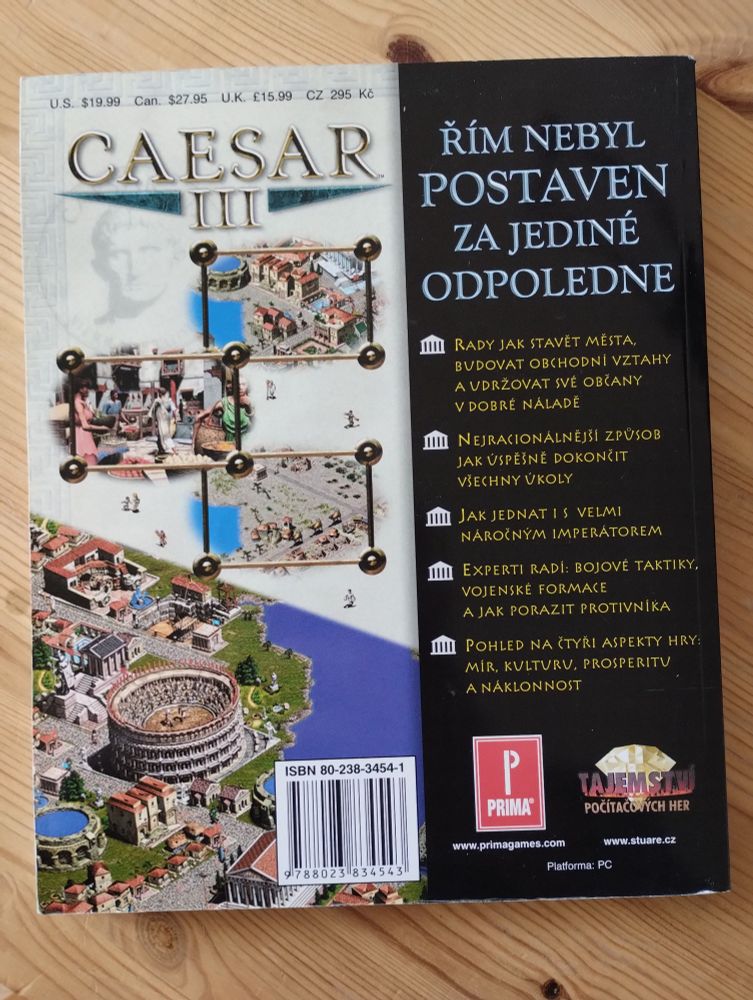 U.S. $19.99 Can. $27.95 U.K. £15.99 CZ 295 Kč
CAESAR™
III
ŘÍM NEBYL
POSTAVEN
ZA JEDINÉ
ODPOLEDNE
RADY JAK STAVĚT MĚSTA,
BUDOVAT OBCHODNÍ VZTAHY
A UDRŽOVAT SVÉ OBČANY
V DOBRÉ NÁLADĚ
NEJRACIONÁLNĚJŠÍ ZPŮSOB
JAK ÚSPĚŠNĚ DOKONČIT
VŠECHNY ÚKOLY
JAK JEDNAT I S VELMI
NÁROČNÝM IMPERÁTOREM
EXPERTI RADÍ: BOJOVÉ TAKTIKY,
VOJENSKÉ FORMACE
A JAK PORAZIT PROTIVNÍKA
POHLED NA ČTYŘI ASPEKTY HRY:
MÍR, KULTURU, PROSPERITU
A NÁKLONNOST
ISBN 80-238-3454-1
9 788023 834543
P
PRIMA®
www.primagames.com
TAJEMSTVÍ
POČÍTAČOVÝCH HER
www.stuare.cz
Platforma: PC